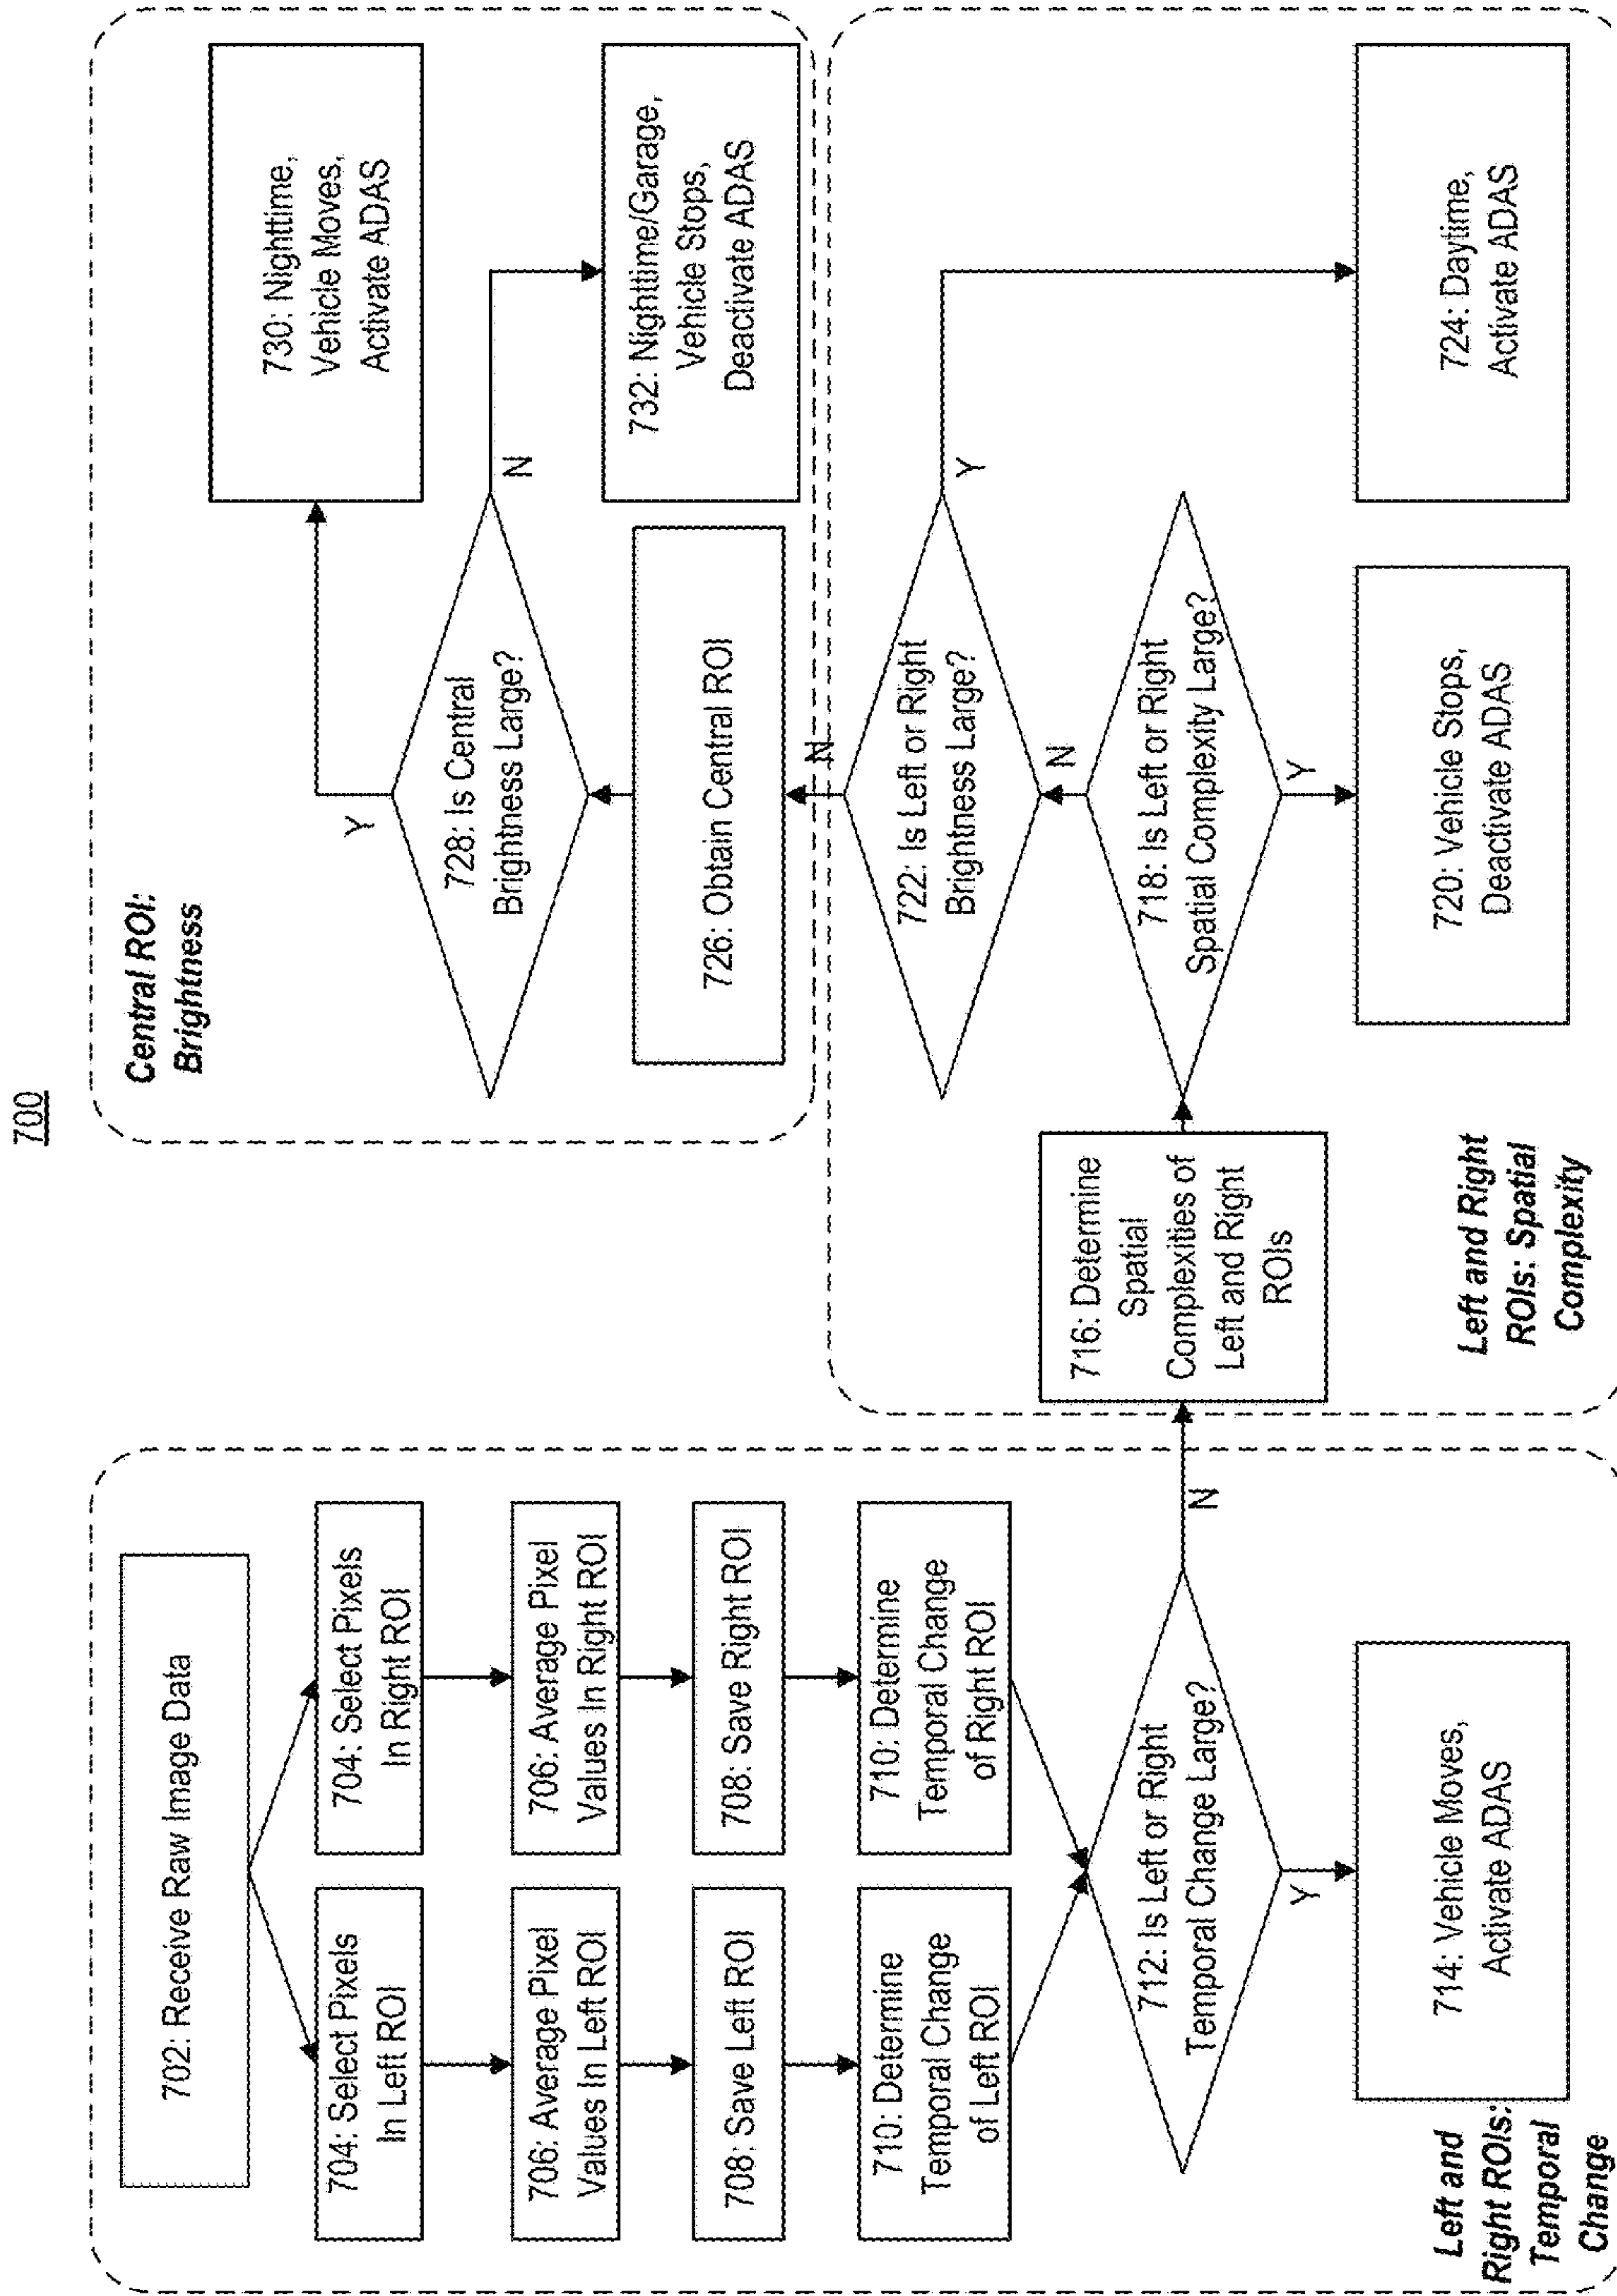 700
702: Receive Raw Image Data
704: Select Pixels
In Left ROI
704: Select Pixels
In Right ROI
706: Average Pixel
Values In Left ROI
706: Average Pixel
Values In Right ROI
708: Save Left ROI
708: Save Right ROI
710: Determine
Temporal Change
of Left ROI
710: Determine
Temporal Change
of Right ROI
712: Is Left or Right
Temporal Change Large?
N
Y
714: Vehicle Moves,
Activate ADAS
Left and
Right ROIs:
Temporal
Change
Central ROI:
Brightness
730: Nighttime,
Vehicle Moves,
Activate ADAS
Y
728: Is Central
Brightness Large?
N
732: Nighttime/Garage,
Vehicle Stops,
Deactivate ADAS
726: Obtain Central ROI
N
722: Is Left or Right
Brightness Large?
Y
N
716: Determine
Spatial
Complexities of
Left and Right
ROIs
718: Is Left or Right
Spatial Complexity Large?
Y
720: Vehicle Stops,
Deactivate ADAS
724: Daytime,
Activate ADAS
Left and Right
ROIs: Spatial
Complexity